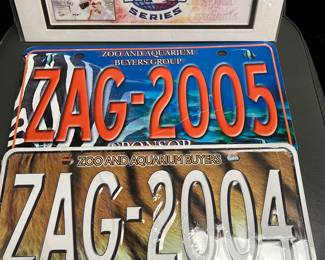 SERIES
ZOO AND AQUARIUM
BUYERS GROUP
ZAG-2005
SPONSOR
ZOO AND AQUARIUM BUYERS
ZAG-2004